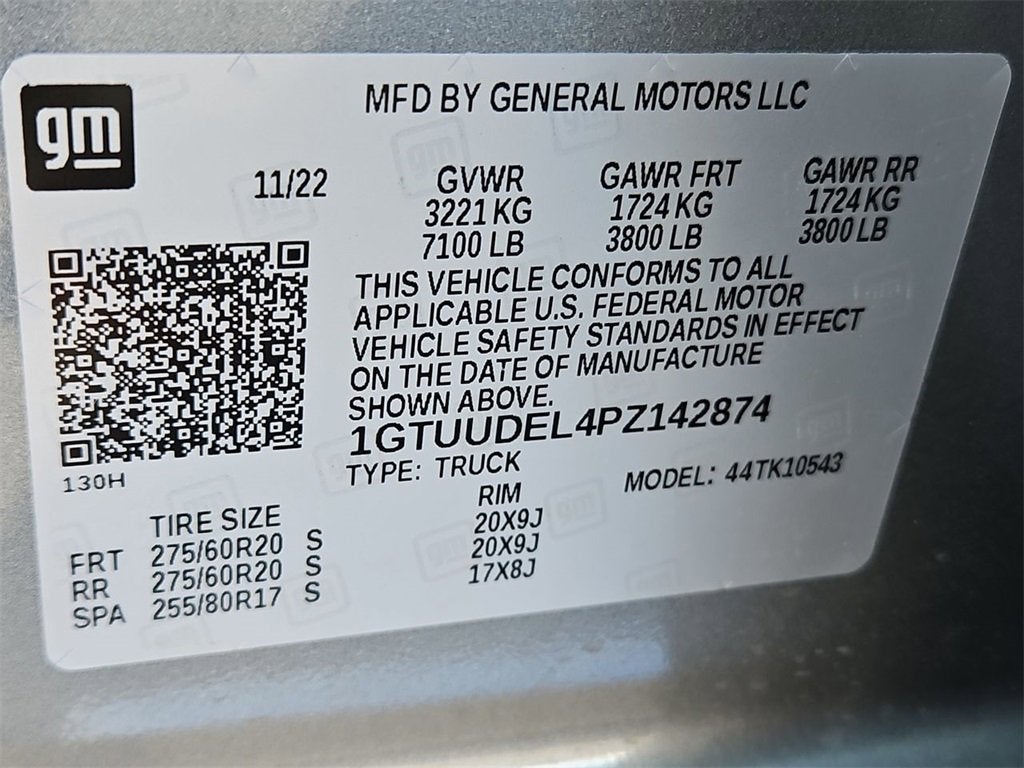 gm
MFD BY GENERAL MOTORS LLC
11/22 GVWR GAWR FRT GAWR RR
3221 KG 1724 KG 1724 KG
7100 LB 3800 LB 3800 LB
THIS VEHICLE CONFORMS TO ALL
APPLICABLE U.S. FEDERAL MOTOR
VEHICLE SAFETY STANDARDS IN EFFECT
ON THE DATE OF MANUFACTURE
SHOWN ABOVE.
1GTUUDEL4PZ142874
130H
TYPE: TRUCK MODEL: 44TK10543
TIRE SIZE RIM
FRT 275/60R20 S 20X9J
RR 275/60R20 S 20X9J
SPA 255/80R17 S 17X8J